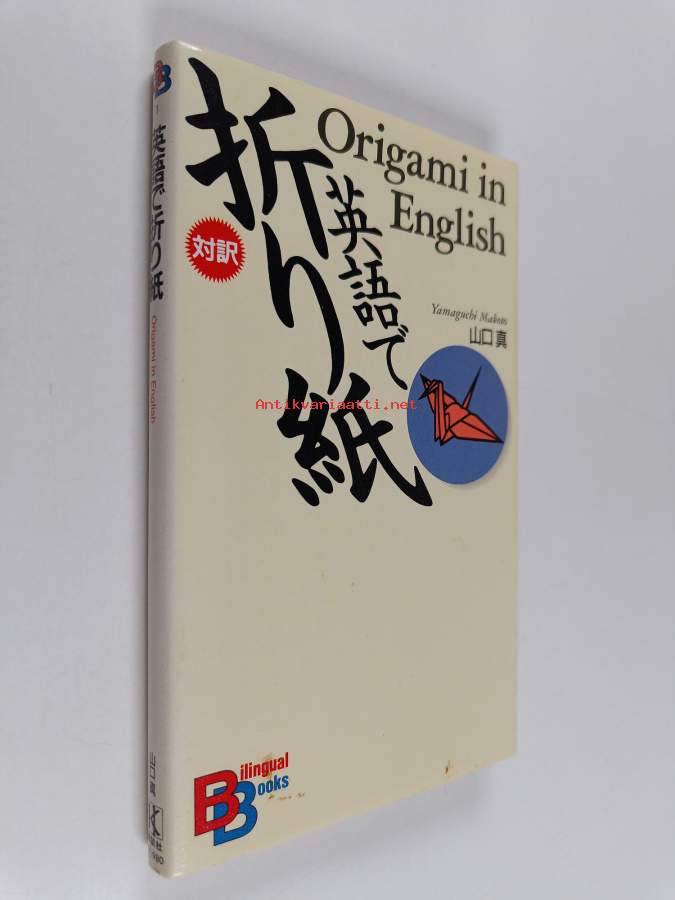 Origami in
English
英語で
折り紙
対訳
Yamaguchi Makoto
山口 真
Antikvariaatti.net
Bilingual
Books
BB
英語で折り紙
Origami in English
山口 真